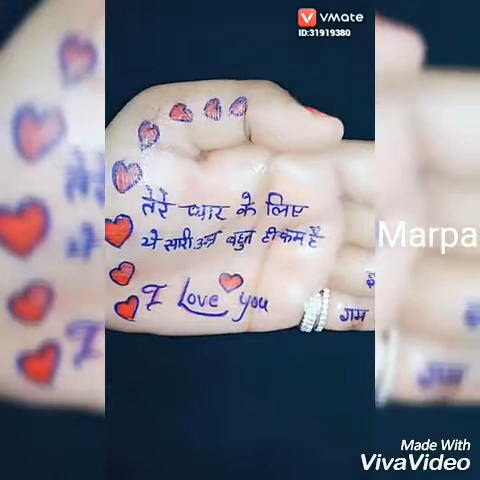 VMate
ID:31919380
तेरे प्यार के लिए
ये सारी उम्र बहुत ही कम है
I Love you
Marpa
Made With
VivaVideo